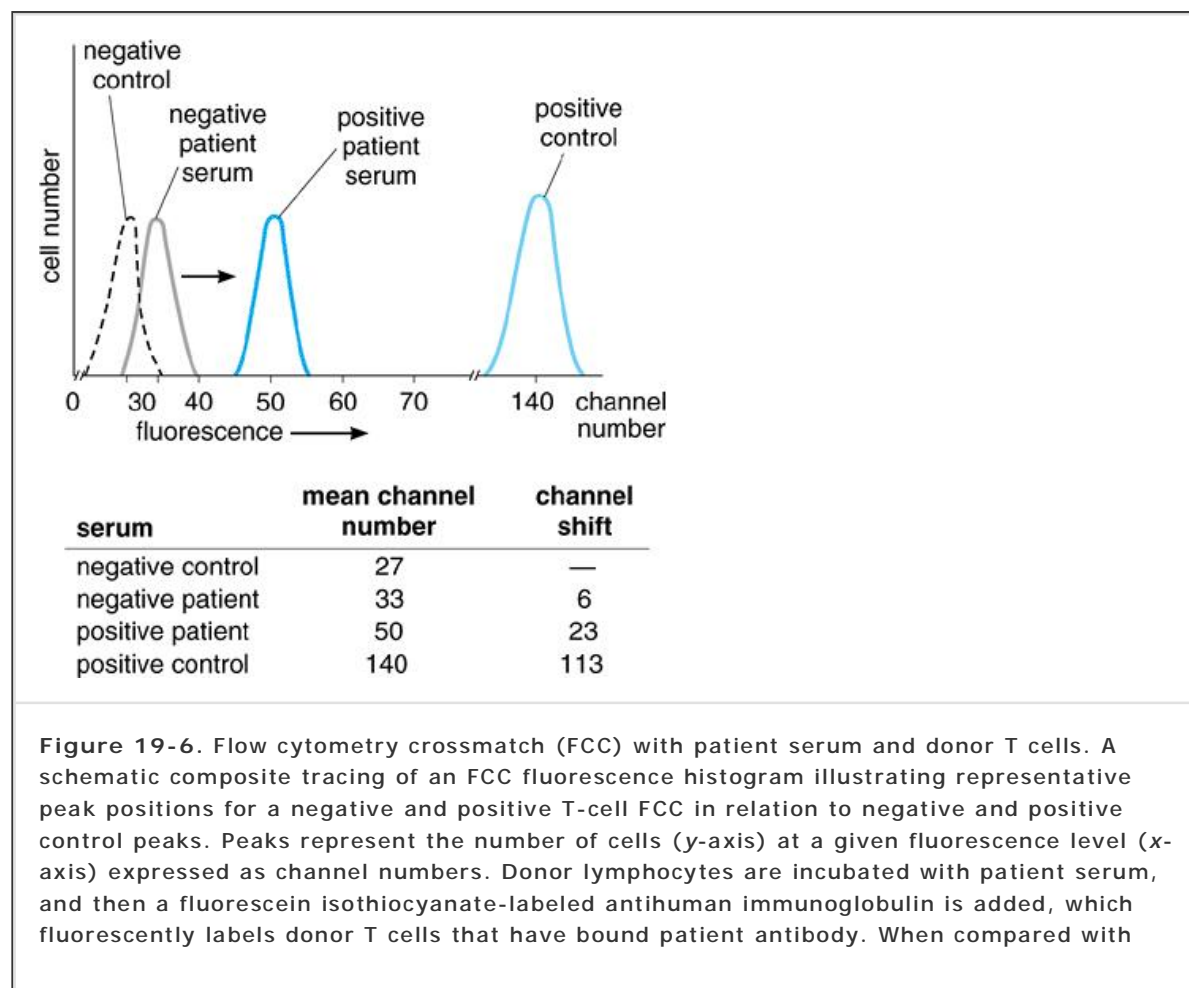 negative
control
negative
patient
serum
positive
patient
serum
positive
control
cell number
0 30 40 50 60 70 140 channel
number
fluorescence
serum mean channel number channel shift
negative control 27 —
negative patient 33 6
positive patient 50 23
positive control 140 113
Figure 19-6. Flow cytometry crossmatch (FCC) with patient serum and donor T cells. A
schematic composite tracing of an FCC fluorescence histogram illustrating representative
peak positions for a negative and positive T-cell FCC in relation to negative and positive
control peaks. Peaks represent the number of cells (y-axis) at a given fluorescence level (x-
axis) expressed as channel numbers. Donor lymphocytes are incubated with patient serum,
and then a fluorescein isothiocyanate-labeled antihuman immunoglobulin is added, which
fluorescently labels donor T cells that have bound patient antibody. When compared with